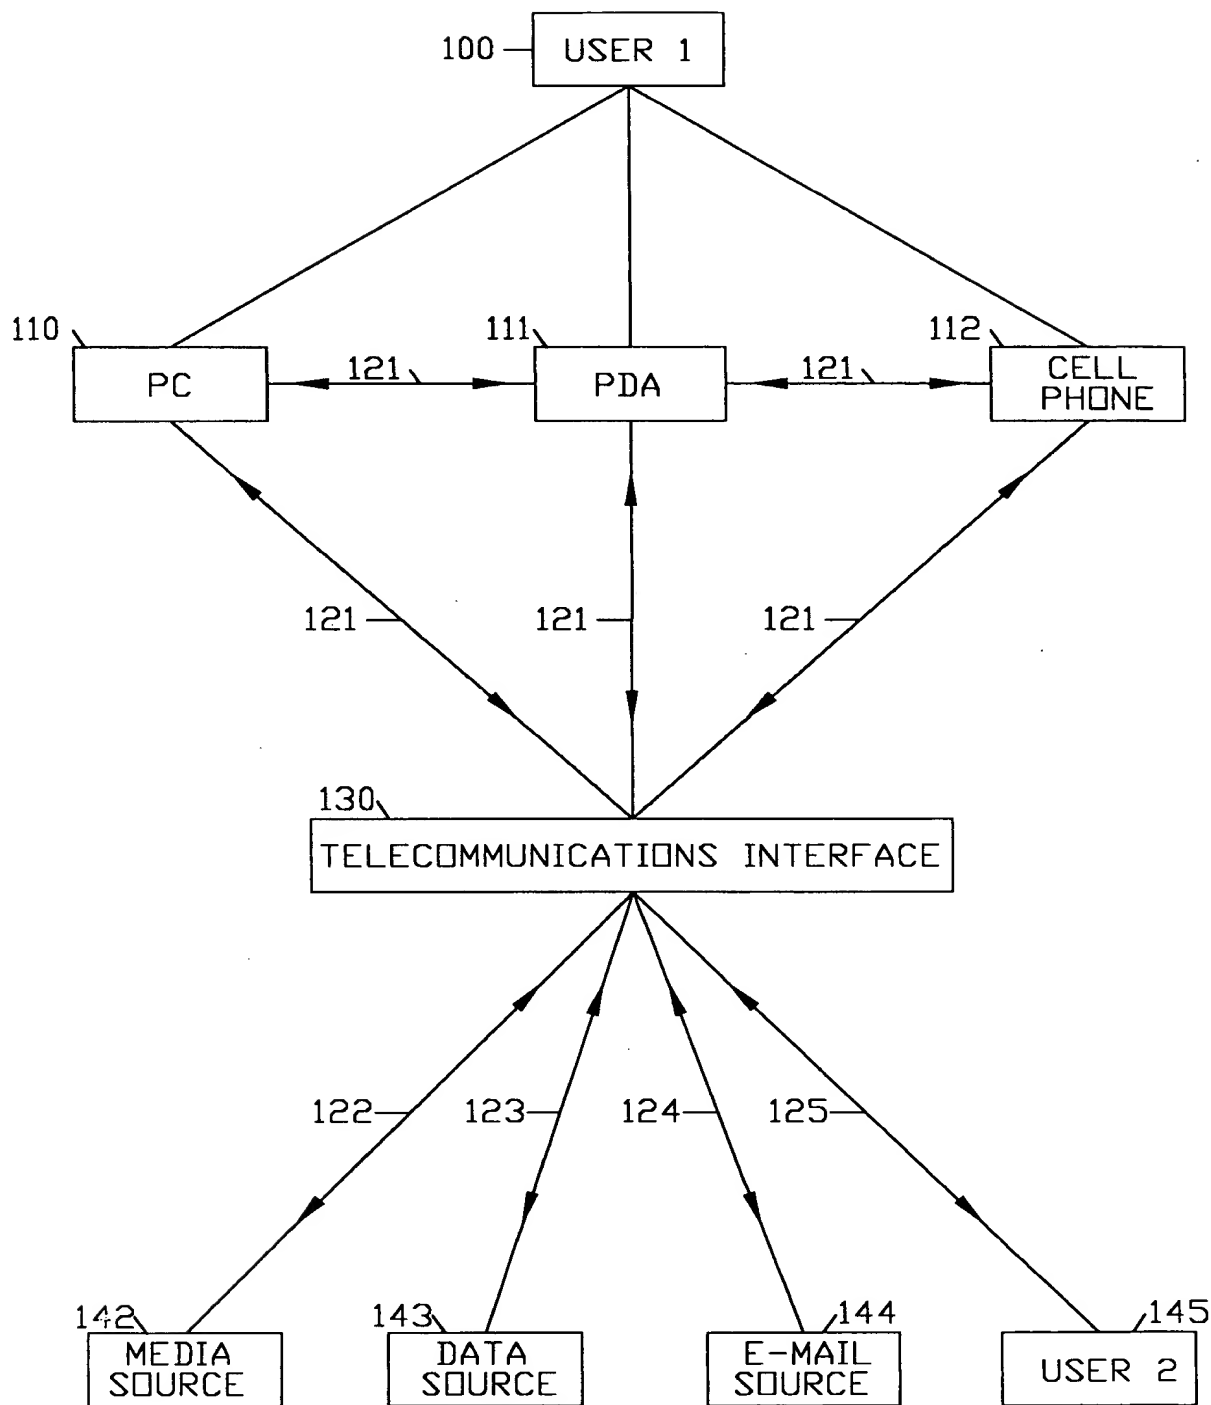 100 USER 1
110 111 112
PC 121 PDA 121 CELL
PHONE
121 121 121
130
TELECOMMUNICATIONS INTERFACE
122 123 124 125
142 143 144 145
MEDIA
SOURCE
DATA
SOURCE
E-MAIL
SOURCE
USER 2